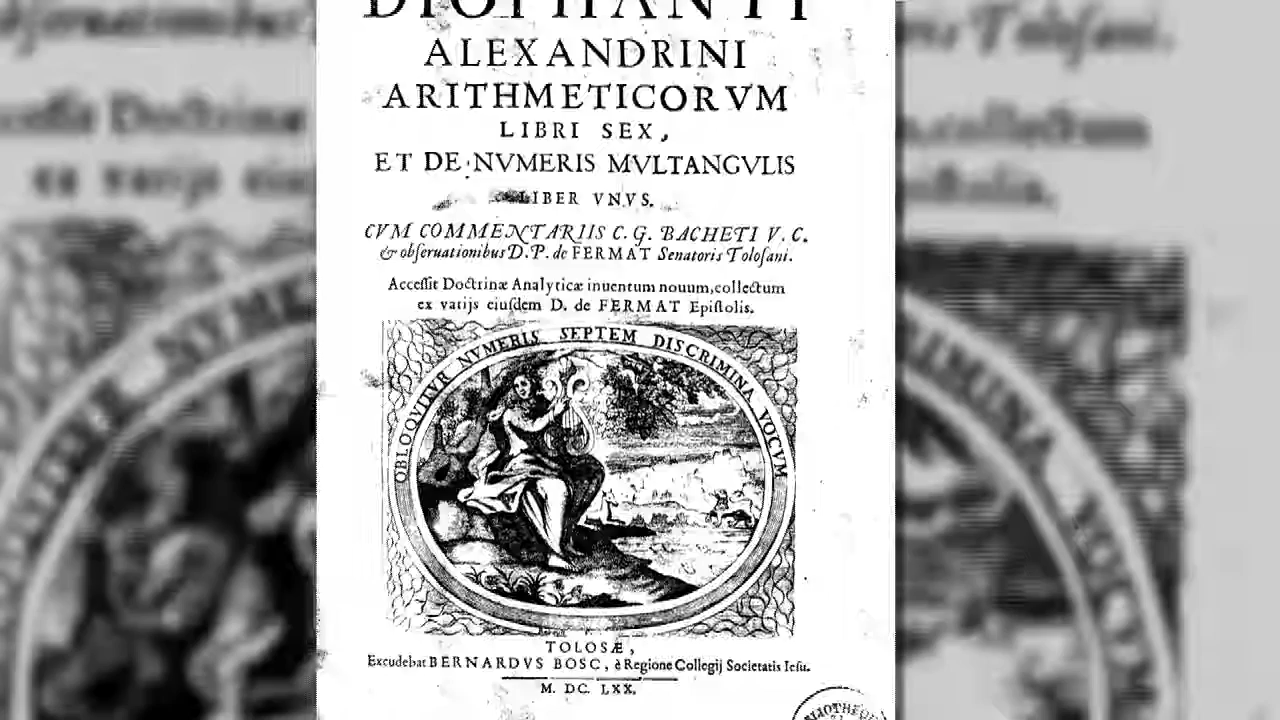 DIOPHANTI
ALEXANDRINI
ARITHMETICORVM
LIBRI SEX,
ET DE NVMERIS MVLTANGVLIS
LIBER VNVS.
CVM COMMENTARIIS C. G. BACHETI V. C.
& obſeruationibus D. P. de FERMAT Senatoris Toloſani.
Acceſſit Doctrinæ Analyticæ inuentum nouum, collectum
ex varijs eiuſdem D. de FERMAT Epiſtolis.
OBLOQVITVR NVMERIS SEPTEM DISCRIMINA VOCVM
TOLOSÆ,
Excudebat BERNARDVS BOSC, è Regione Collegij Societatis Ieſu.
M. DC. LXX.